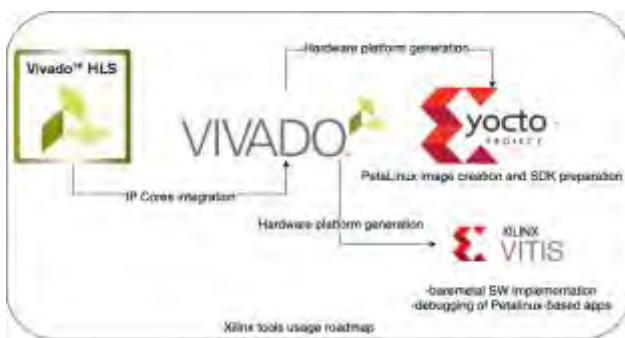 Hardware platform generation
Vivado™ HLS
VIVADO
yocto
PROJECT
PetaLinux image creation and SDK preparation
IP Cores integration
Hardware platform generation
XILINX
VITIS
-baremetal SW implementation
-debugging of Petalinux-based apps
Xilinx tools usage roadmap